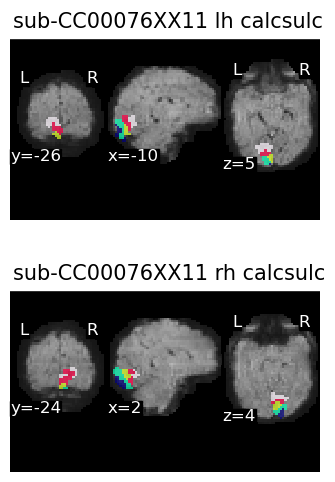 sub-CC00076XX11 lh calcsulc
L R L R
y=-26 x=-10 z=5
sub-CC00076XX11 rh calcsulc
L R L R
y=-24 x=2 z=4